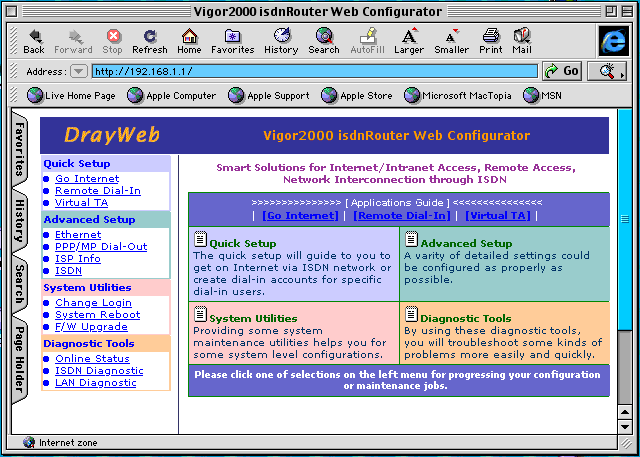 Vigor2000 isdnRouter Web Configurator
Back Forward Stop Refresh Home Favorites History Search AutoFill Larger Smaller Print Mail
Address: http://192.168.1.1/ Go
Live Home Page Apple Computer Apple Support Apple Store Microsoft MacTopia MSN
Favorites
History
Search
Page Holder
DrayWeb
Vigor2000 isdnRouter Web Configurator
Quick Setup
Go Internet
Remote Dial-In
Virtual TA
Advanced Setup
Ethernet
PPP/MP Dial-Out
ISP Info
ISDN
System Utilities
Change Login
System Reboot
F/W Upgrade
Diagnostic Tools
Online Status
ISDN Diagnostic
LAN Diagnostic
Smart Solutions for Internet/Intranet Access, Remote Access,
Network Interconnection through ISDN
>>>>>>>>>>>>>>> [ Applications Guide ] <<<<<<<<<<<<<<<
| [Go Internet] | [Remote Dial-In] | [Virtual TA] |
Quick Setup
The quick setup will guide to you to
get on Internet via ISDN network or
create dial-in accounts for specific
dial-in users.
Advanced Setup
A varity of detailed settings could
be configured as properly as
possible.
System Utilities
Providing some system
maintenance utilities helps you for
some system level configurations.
Diagnostic Tools
By using these diagnostic tools,
you will troubleshoot some kinds of
problems more easily and quickly.
Please click one of selections on the left menu for progressing your configuration
or maintenance jobs.
Internet zone